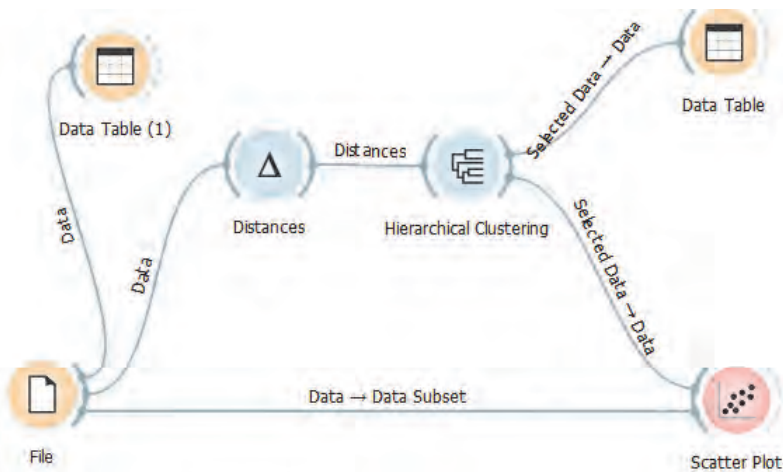 Data Table (1)
Data Table
Selected Data → Data
Distances
Distances
Hierarchical Clustering
Data
Data
Selected Data → Data
Data → Data Subset
File
Scatter Plot